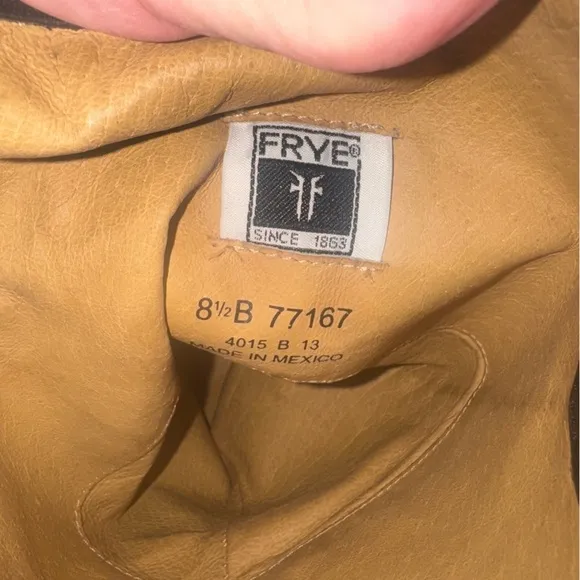 FRYE®
SINCE 1863
8½B 77167
4015 B 13
MADE IN MEXICO